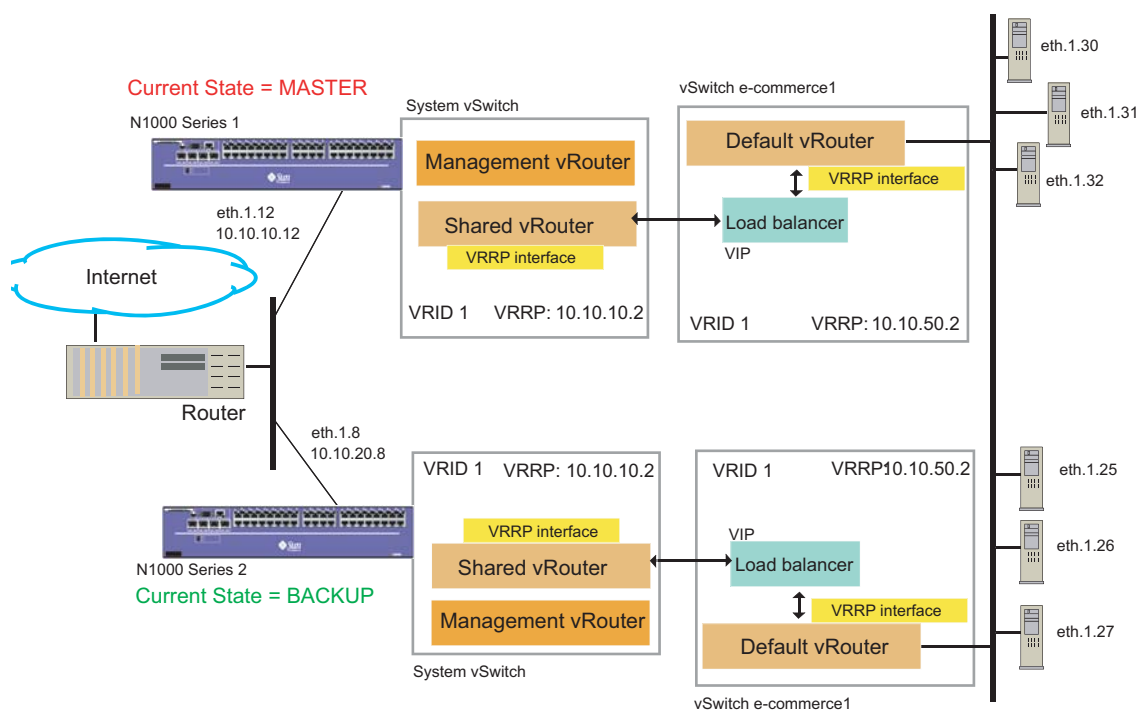 Current State = MASTER
N1000 Series 1
Sun
eth.1.12
10.10.10.12
Internet
Router
System vSwitch
Management vRouter
Shared vRouter
VRRP interface
VRID 1 VRRP: 10.10.10.2
vSwitch e-commerce1
Default vRouter
VRRP interface
Load balancer
VIP
VRID 1 VRRP: 10.10.50.2
eth.1.30
eth.1.31
eth.1.32
eth.1.8
10.10.20.8
Sun
N1000 Series 2
Current State = BACKUP
VRID 1 VRRP: 10.10.10.2
VRRP interface
Shared vRouter
Management vRouter
System vSwitch
VRID 1 VRRP:10.10.50.2
VIP
Load balancer
VRRP interface
Default vRouter
vSwitch e-commerce1
eth.1.25
eth.1.26
eth.1.27